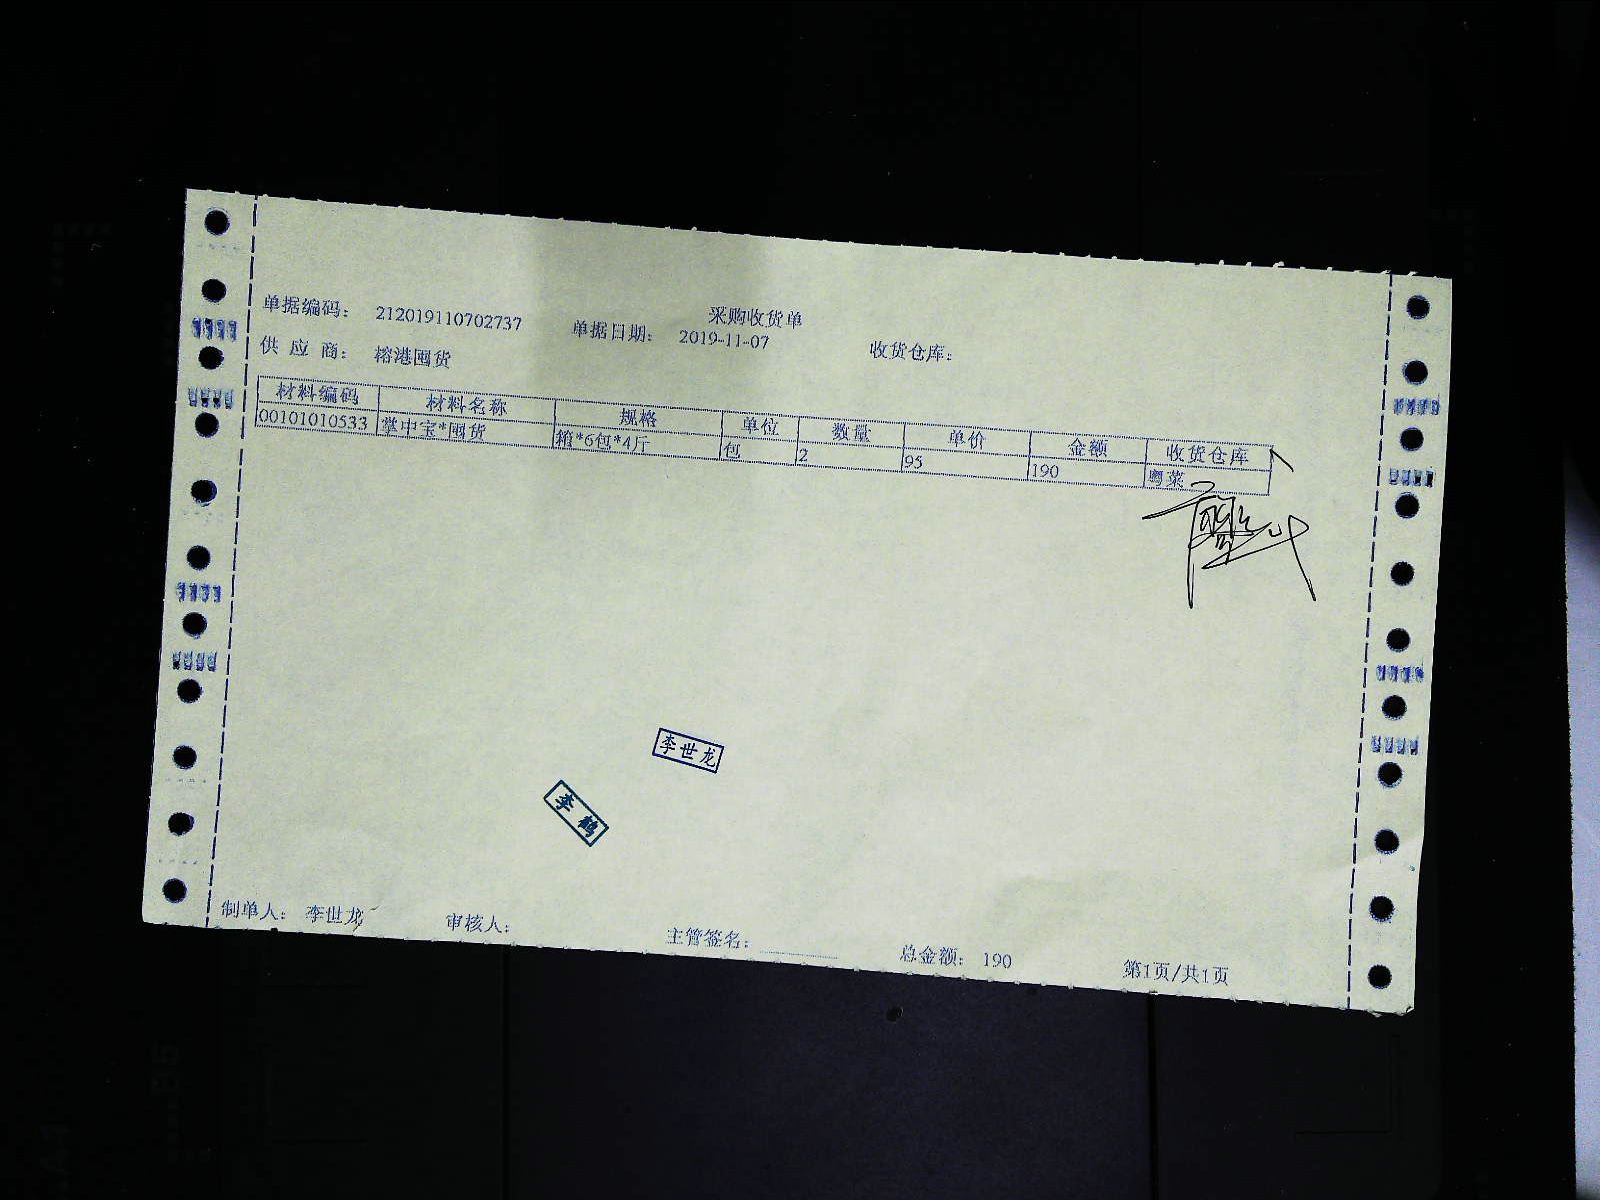 采购收货单
单据编码: 212019110702737 单据日期: 2019-11-07 收货仓库:
供 应 商: 榕港囤货
材料编码 材料名称 规格 单位 数量 单价 金额 收货仓库
00101010533 掌中宝*囤货 箱*6包*4斤 包 2 95 190 粤菜
李世龙
李鹤
制单人: 李世龙 审核人: 主管签名: 总金额: 190 第1页/共1页